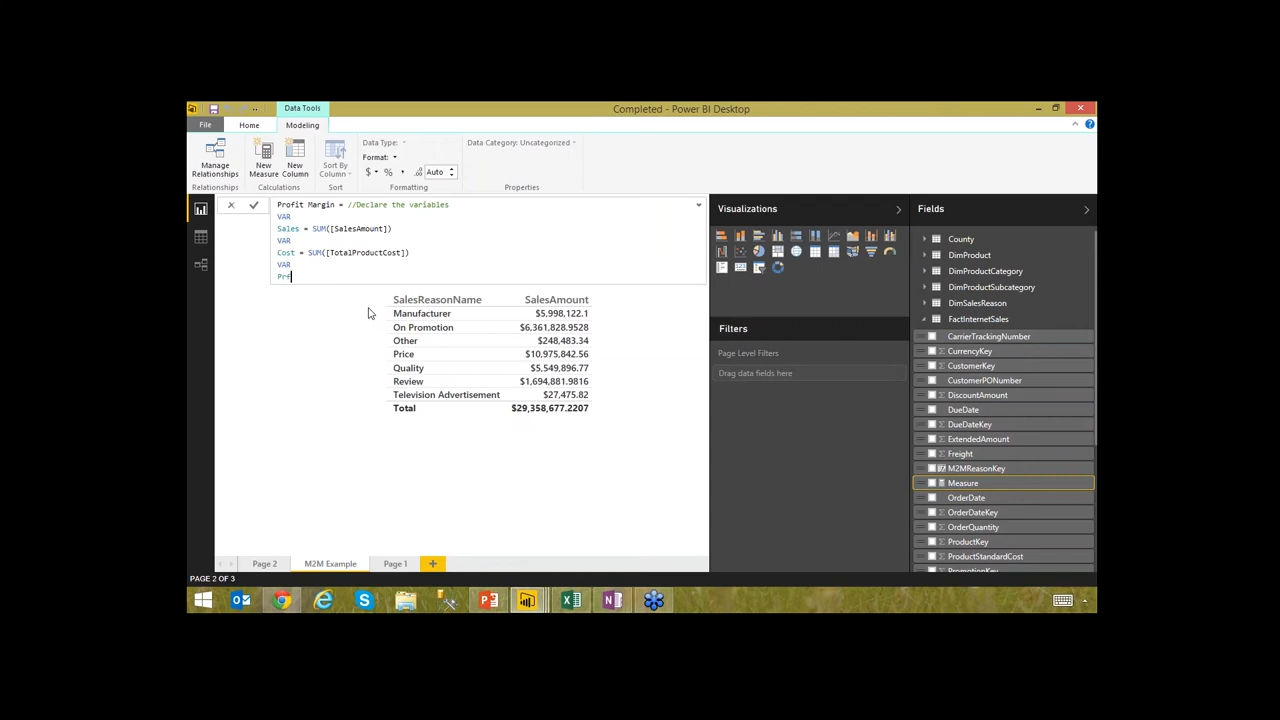 Data Tools
Completed - Power BI Desktop
File
Home
Modeling
Manage
Relationships
New
Measure
New
Column
Sort By
Column
Data Type:
Format:
$ % , Auto
Data Category: Uncategorized
Relationships
Calculations
Sort
Formatting
Properties
Profit Margin = //Declare the variables
VAR
Sales = SUM([SalesAmount])
VAR
Cost = SUM([TotalProductCost])
VAR
Prf
SalesReasonName SalesAmount
Manufacturer $5,998,122.1
On Promotion $6,361,828.9528
Other $248,483.34
Price $10,975,842.56
Quality $5,549,896.77
Review $1,694,881.9816
Television Advertisement $27,475.82
Total $29,358,677.2207
Visualizations
Filters
Page Level Filters
Drag data fields here
Fields
County
DimProduct
DimProductCategory
DimProductSubcategory
DimSalesReason
FactInternetSales
CarrierTrackingNumber
CurrencyKey
CustomerKey
CustomerPONumber
DiscountAmount
DueDate
DueDateKey
ExtendedAmount
Freight
M2MReasonKey
Measure
OrderDate
OrderDateKey
OrderQuantity
ProductKey
ProductStandardCost
PromotionKey
Page 2
M2M Example
Page 1
PAGE 2 OF 3